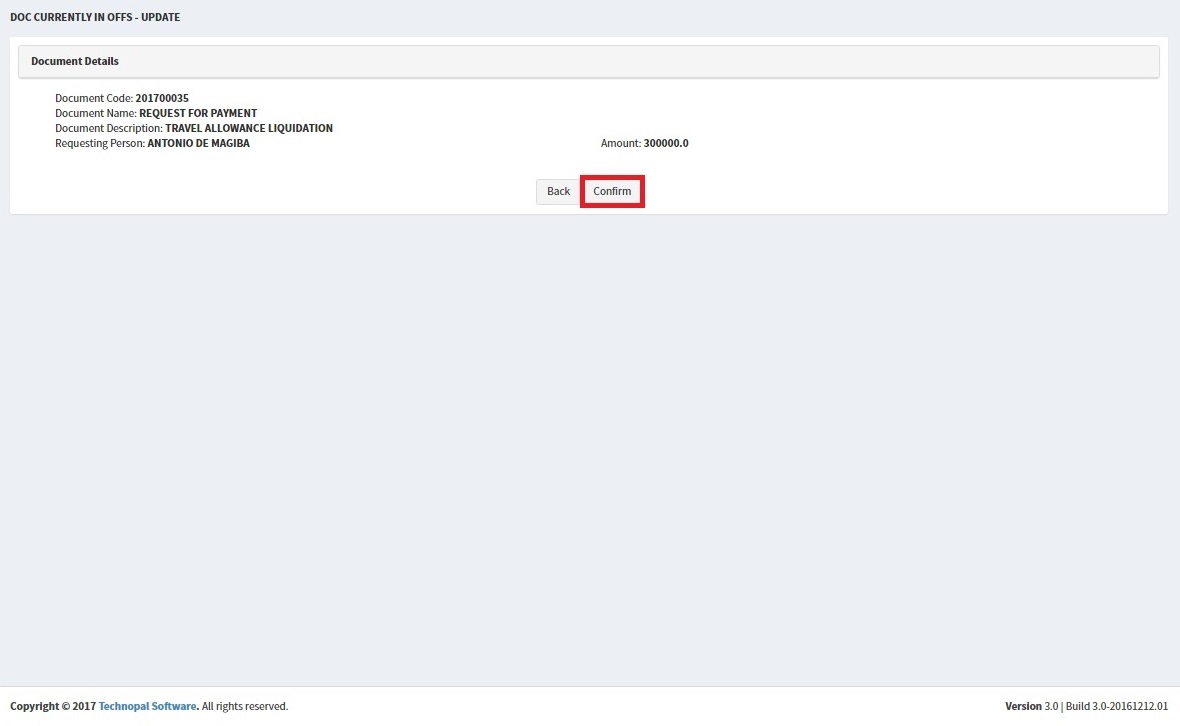 DOC CURRENTLY IN OFFS - UPDATE
Document Details
Document Code: 201700035
Document Name: REQUEST FOR PAYMENT
Document Description: TRAVEL ALLOWANCE LIQUIDATION
Requesting Person: ANTONIO DE MAGIBA Amount: 300000.0
Back Confirm
Copyright © 2017 Technopal Software. All rights reserved. Version 3.0 | Build 3.0-20161212.01